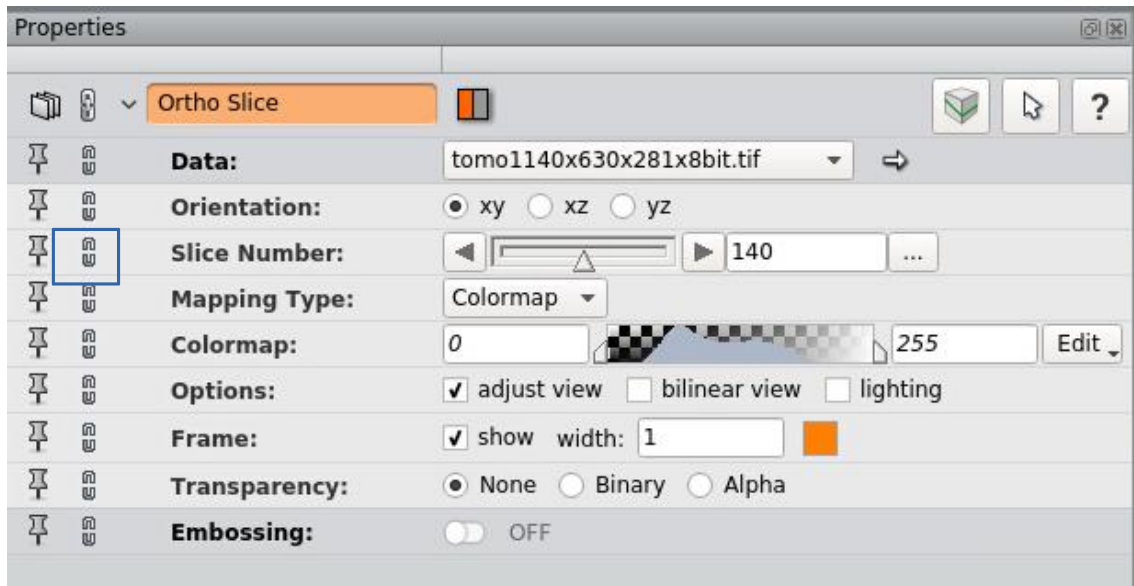 Properties
Ortho Slice ?
Data: tomo1140x630x281x8bit.tif
Orientation: xy xz yz
Slice Number: 140 ...
Mapping Type: Colormap
Colormap: 0 255 Edit
Options: adjust view bilinear view lighting
Frame: show width: 1
Transparency: None Binary Alpha
Embossing: OFF